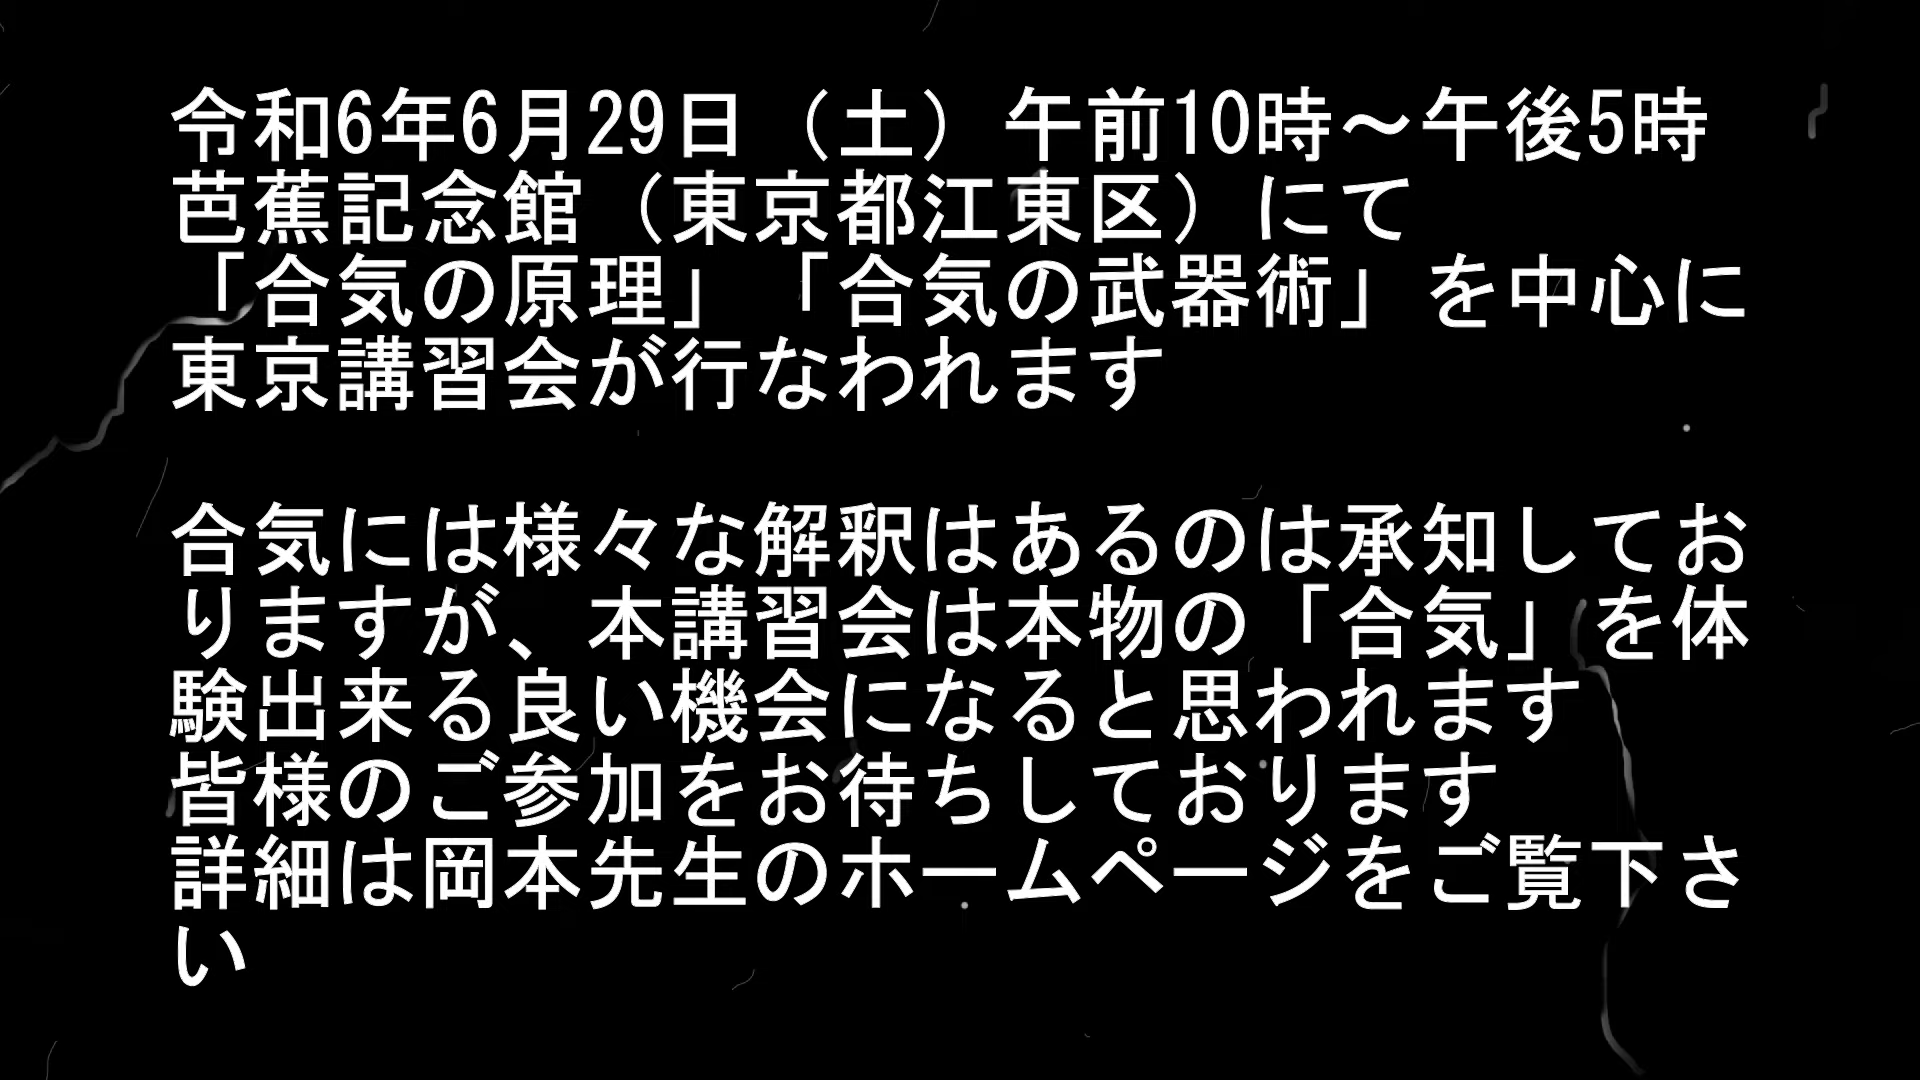 令和6年6月29日（土）午前10時～午後5時
芭蕉記念館（東京都江東区）にて
「合気の原理」「合気の武器術」を中心に
東京講習会が行なわれます
合気には様々な解釈はあるのは承知してお
りますが、本講習会は本物の「合気」を体
験出来る良い機会になると思われます
皆様のご参加をお待ちしております
詳細は岡本先生のホームページをご覧下さ
い